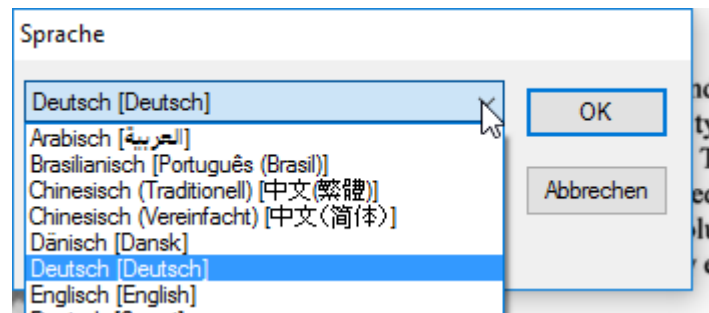 Sprache
Deutsch [Deutsch]
OK
Abbrechen
Arabisch [العربية]
Brasilianisch [Português (Brasil)]
Chinesisch (Traditionell) [中文(繁體)]
Chinesisch (Vereinfacht) [中文(简体)]
Dänisch [Dansk]
Deutsch [Deutsch]
Englisch [English]